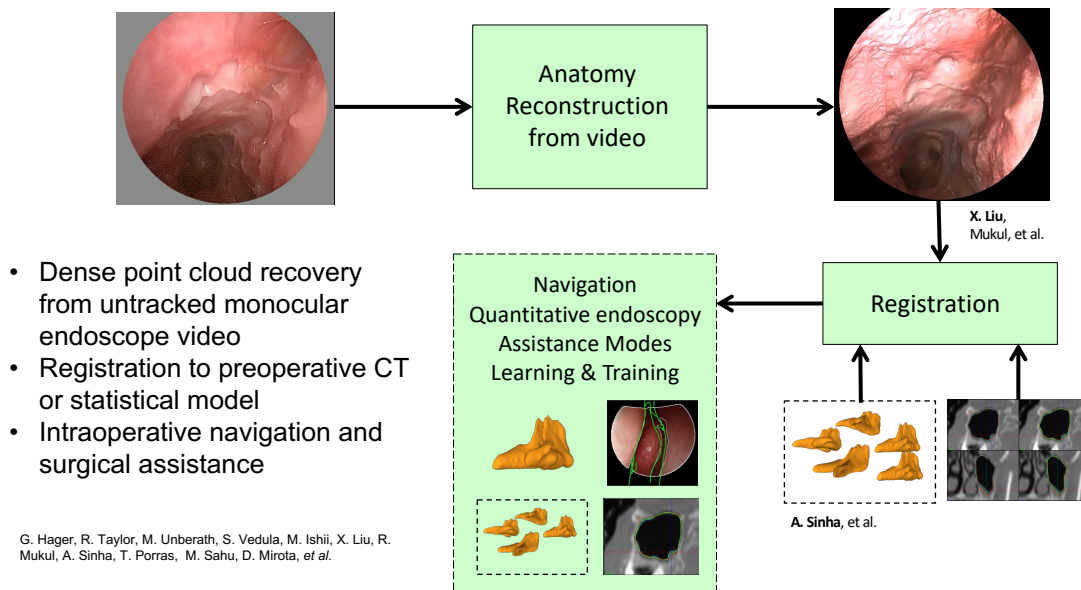 Anatomy
Reconstruction
from video
X. Liu,
Mukul, et al.
• Dense point cloud recovery
from untracked monocular
endoscope video
• Registration to preoperative CT
or statistical model
• Intraoperative navigation and
surgical assistance
Navigation
Quantitative endoscopy
Assistance Modes
Learning & Training
Registration
A. Sinha, et al.
G. Hager, R. Taylor, M. Unberath, S. Vedula, M. Ishii, X. Liu, R.
Mukul, A. Sinha, T. Porras, M. Sahu, D. Mirota, et al